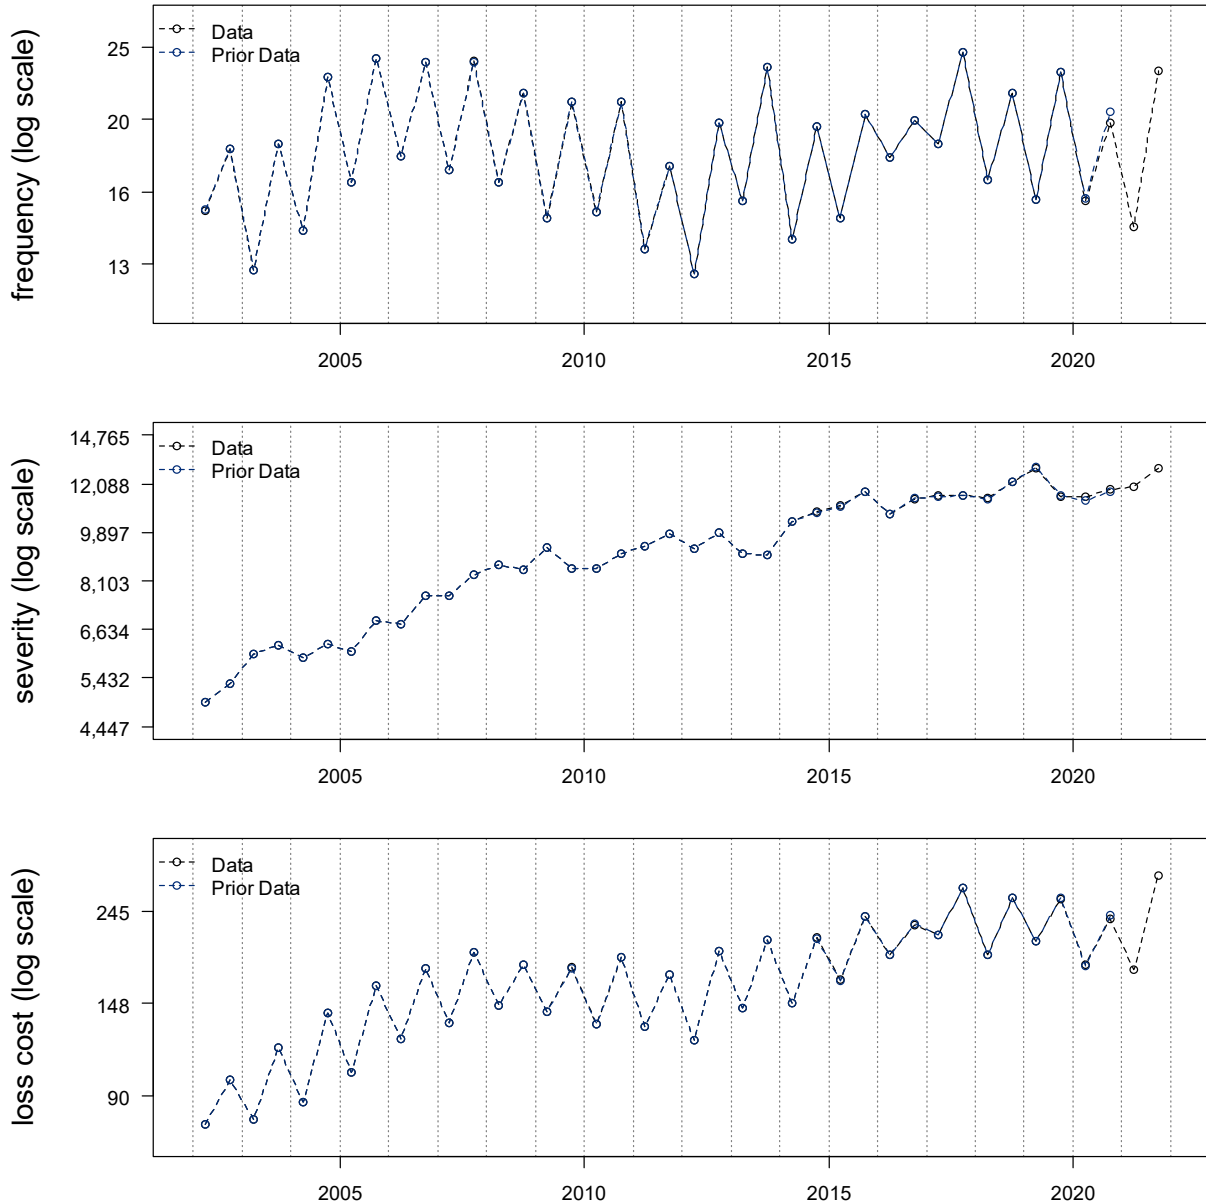 frequency (log scale)
Data
Prior Data
25
20
16
13
2005 2010 2015 2020
severity (log scale)
Data
Prior Data
14,765
12,088
9,897
8,103
6,634
5,432
4,447
2005 2010 2015 2020
loss cost (log scale)
Data
Prior Data
245
148
90
2005 2010 2015 2020